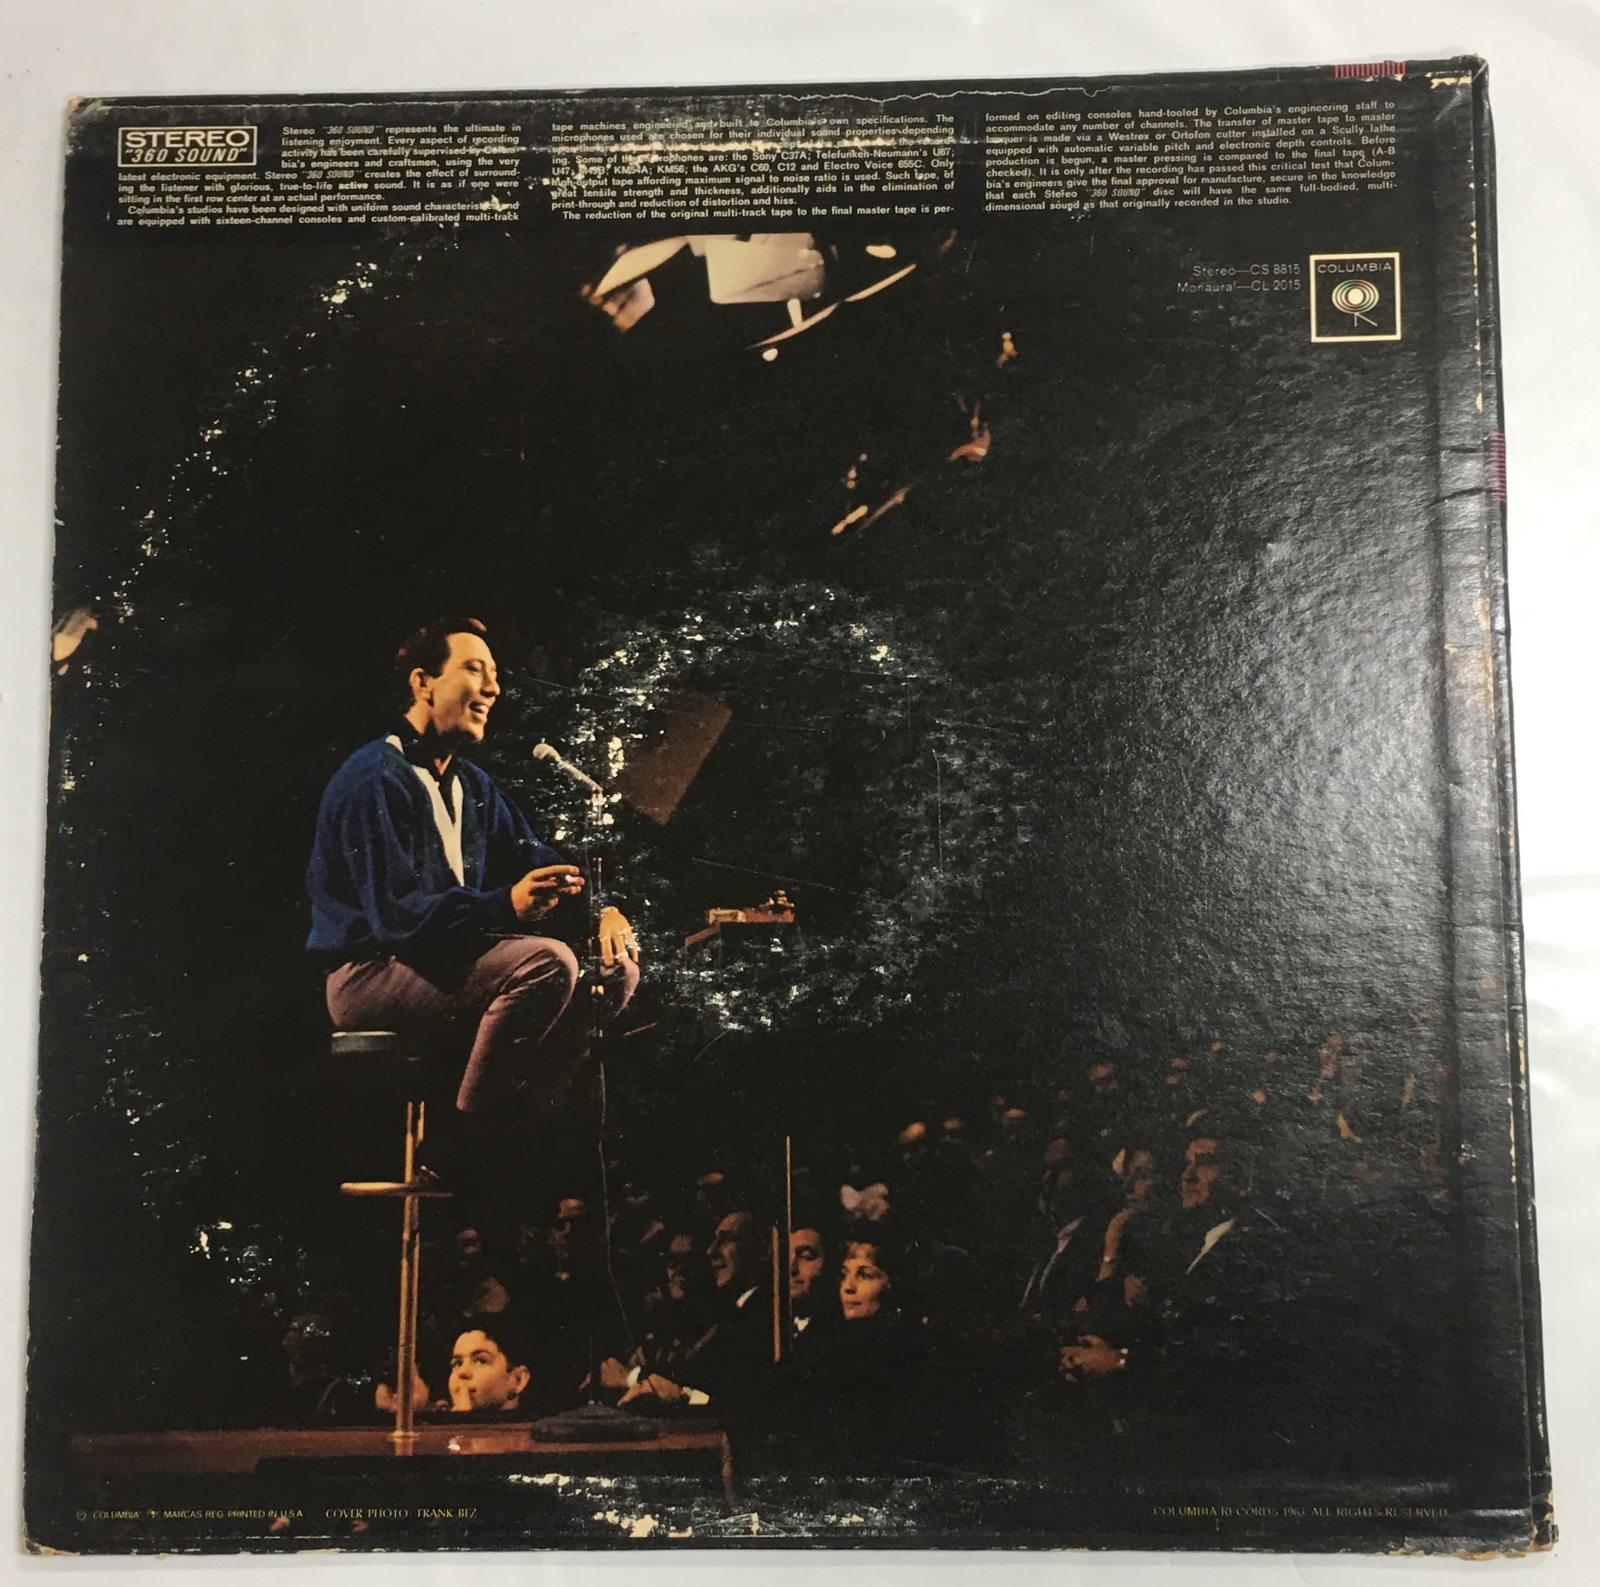 STEREO
"360 SOUND"
Stereo "360 SOUND" represents the ultimate in
listening enjoyment. Every aspect of recording
activity has been carefully supervised by Colum-
bia's engineers and craftsmen, using the very
latest electronic equipment. Stereo "360 SOUND" creates the effect of surround-
ing the listener with glorious, true-to-life active sound. It is as if one were
sitting in the first row center at an actual performance.
Columbia's studios have been designed with uniform sound characteristics and
are equipped with sixteen-channel consoles and custom-calibrated multi-track
tape machines engineered and built to Columbia's own specifications. The
microphones used are chosen for their individual sound properties depending
ing. Some of the microphones are: the Sony C37A; Telefunken-Neumann's U67;
U47; M49B; KM54A; KM56; the AKG's C60, C12 and Electro Voice 655C. Only
high-output tape affording maximum signal to noise ratio is used. Such tape, of
great tensile strength and thickness, additionally aids in the elimination of
print-through and reduction of distortion and hiss.
The reduction of the original multi-track tape to the final master tape is per-
formed on editing consoles hand-tooled by Columbia's engineering staff to
accommodate any number of channels. The transfer of master tape to master
lacquer is made via a Westrex or Ortofon cutter installed on a Scully lathe
equipped with automatic variable pitch and electronic depth controls. Before
production is begun, a master pressing is compared to the final tape (A-B
checked). It is only after the recording has passed this critical test that Colum-
bia's engineers give the final approval for manufacture, secure in the knowledge
that each Stereo "360 SOUND" disc will have the same full-bodied, multi-
dimensional sound as that originally recorded in the studio.
Stereo—CS 8815
Monaural—CL 2015
COLUMBIA
© COLUMBIA MARCAS REG. PRINTED IN U.S.A. COVER PHOTO: FRANK BEZ
COLUMBIA RECORDS 1963 ALL RIGHTS RESERVED